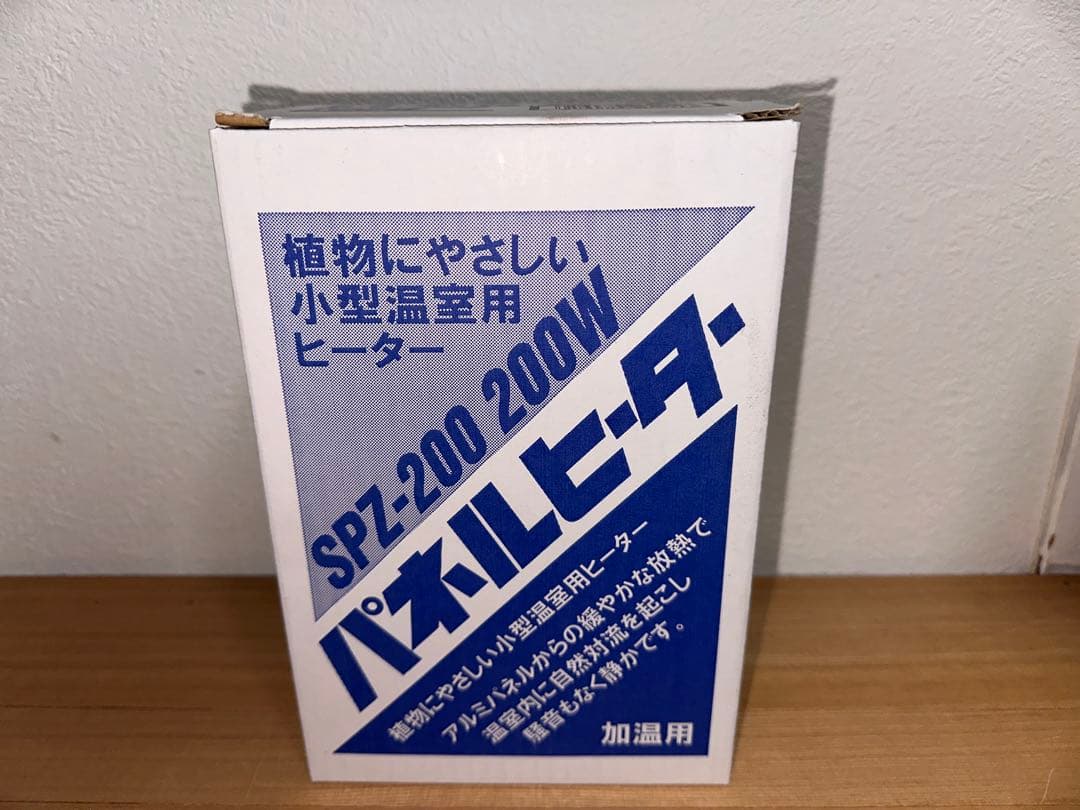 植物にやさしい
小型温室用
ヒーター
SPZ-200 200W
パネルヒーター
植物にやさしい小型温室用ヒーター
アルミパネルからの緩やかな放熱で
温室内に自然対流を起こし
騒音もなく静かです。
加温用